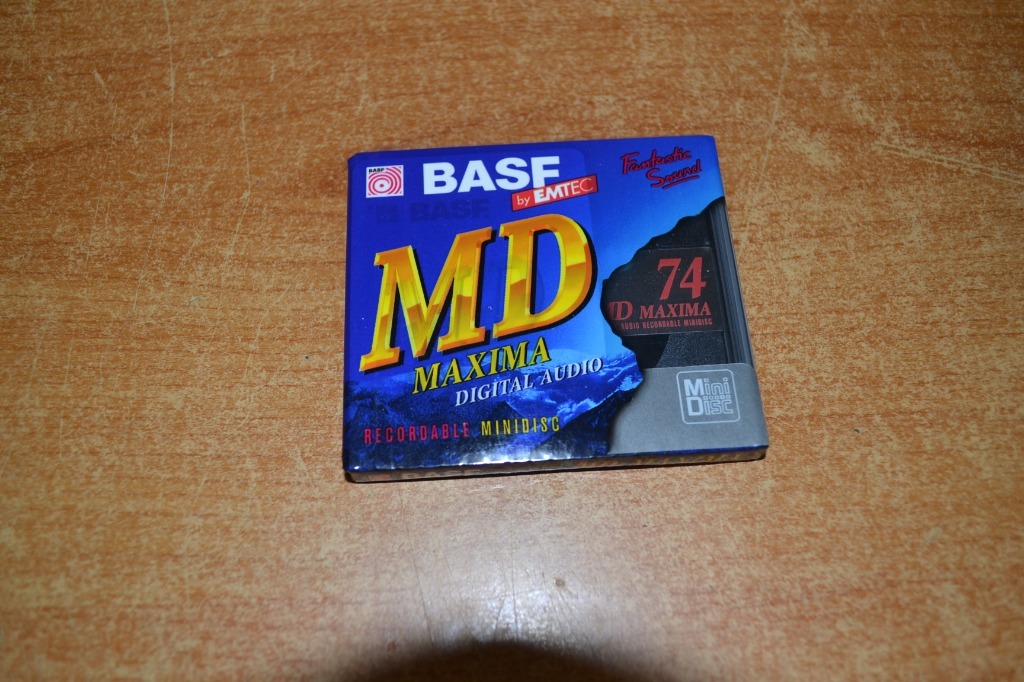 BASF
BASF
by EMTEC
Fantastic
Sound
BASF
MD
74
MD MAXIMA
AUDIO RECORDABLE MINIDISC
MAXIMA
DIGITAL AUDIO
Mini
Disc
RECORDABLE MINIDISC